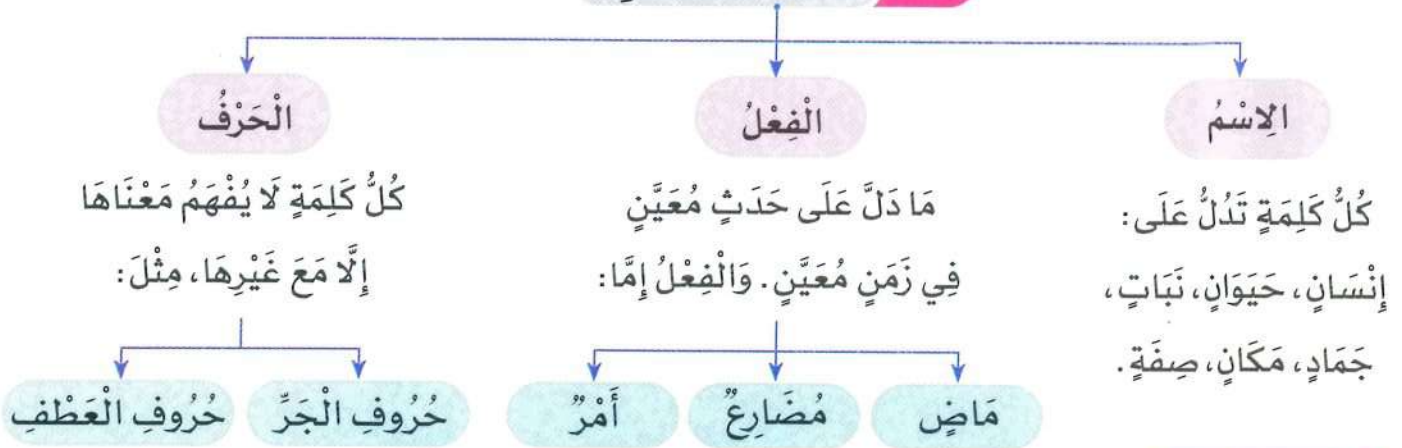 الِاسْمُ
كُلُّ كَلِمَةٍ تَدُلُّ عَلَى:
إِنْسَانٍ، حَيَوَانٍ، نَبَاتٍ،
جَمَادٍ، مَكَانٍ، صِفَةٍ.
الْفِعْلُ
مَا دَلَّ عَلَى حَدَثٍ مُعَيَّنٍ
فِي زَمَنٍ مُعَيَّنٍ. وَالْفِعْلُ إِمَّا:
مَاضٍ
مُضَارِعٌ
أَمْرٌ
الْحَرْفُ
كُلُّ كَلِمَةٍ لَا يُفْهَمُ مَعْنَاهَا
إِلَّا مَعَ غَيْرِهَا، مِثْلَ:
حُرُوفِ الْجَرِّ
حُرُوفِ الْعَطْفِ